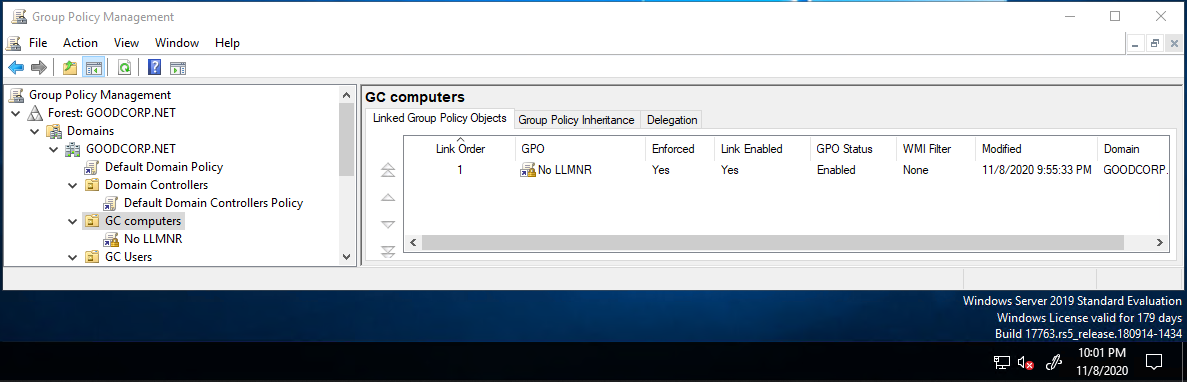 Group Policy Management
File Action View Window Help
Group Policy Management
Forest: GOODCORP.NET
Domains
GOODCORP.NET
Default Domain Policy
Domain Controllers
Default Domain Controllers Policy
GC computers
No LLMNR
GC Users
GC computers
Linked Group Policy Objects Group Policy Inheritance Delegation
Link Order GPO Enforced Link Enabled GPO Status WMI Filter Modified Domain
1 No LLMNR Yes Yes Enabled None 11/8/2020 9:55:33 PM GOODCORP.
Windows Server 2019 Standard Evaluation
Windows License valid for 179 days
Build 17763.rs5_release.180914-1434
10:01 PM
11/8/2020